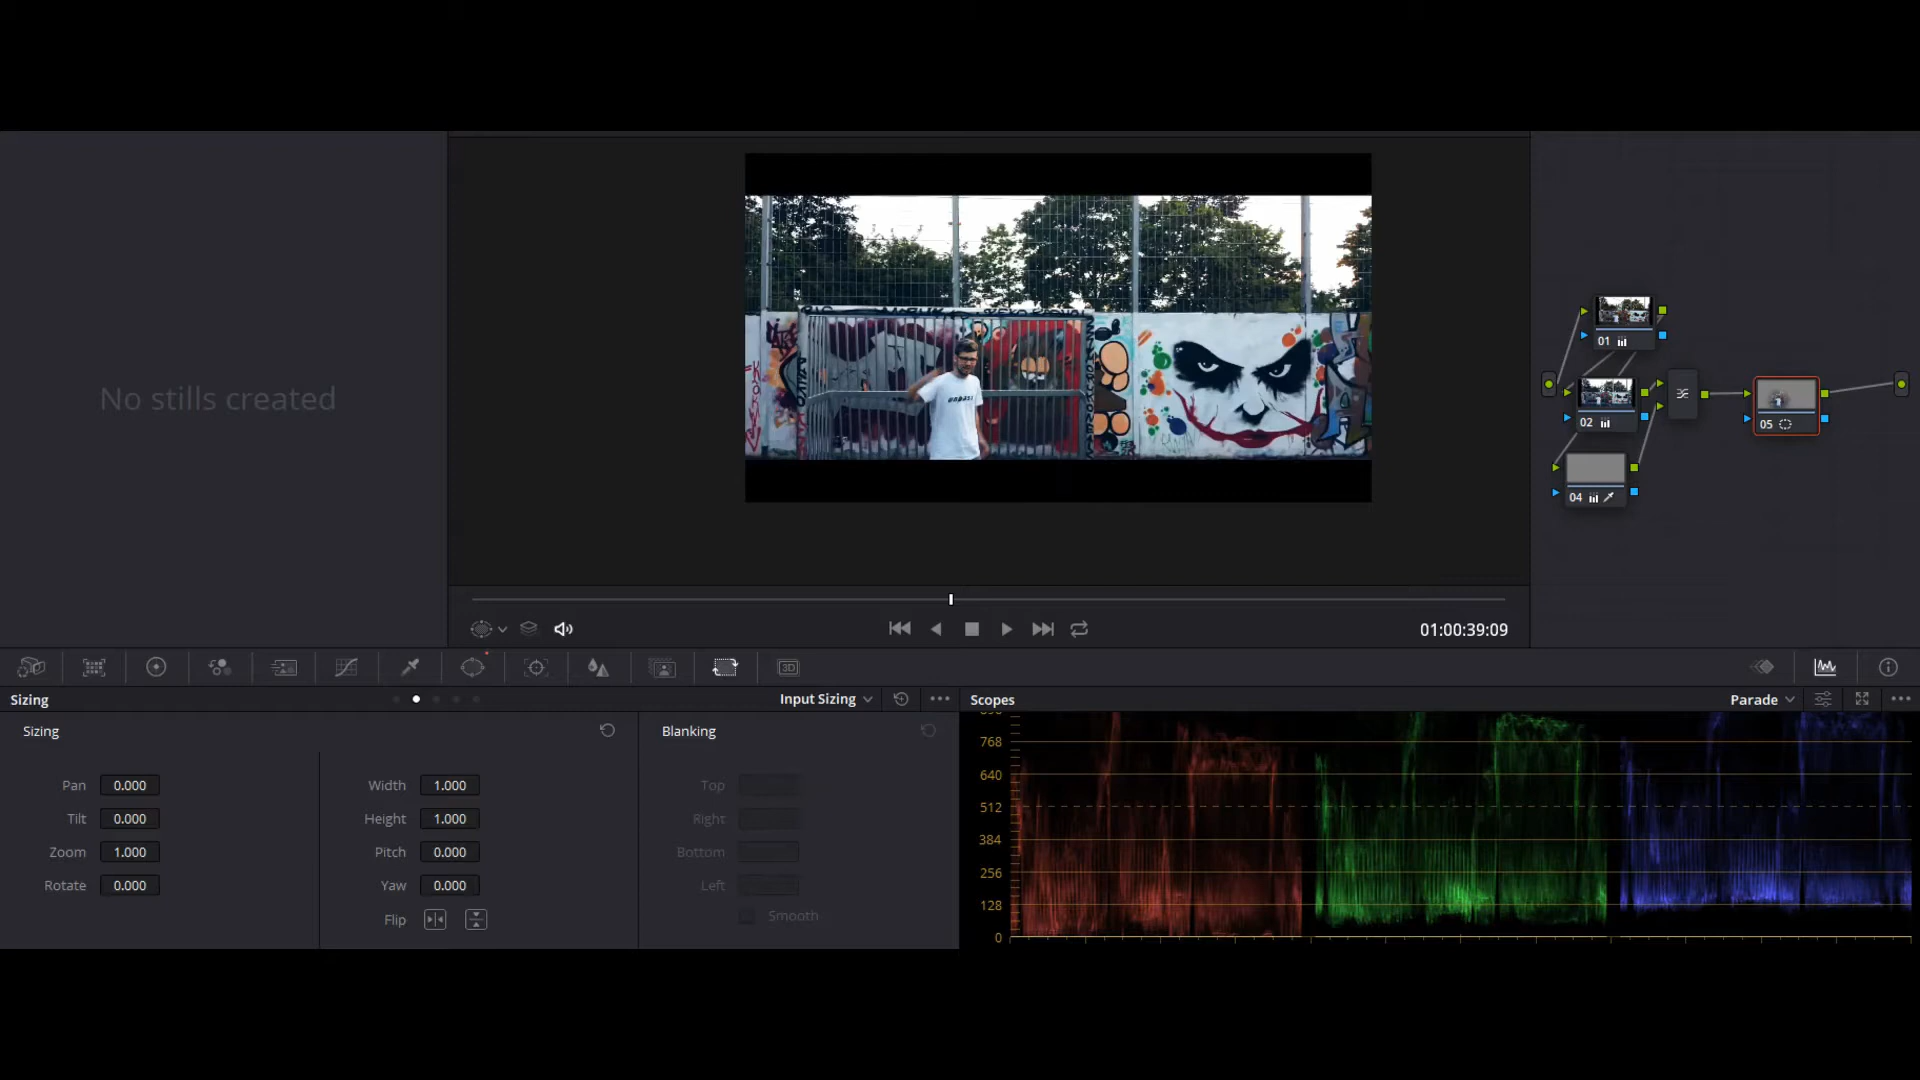 No stills created
01
02
04
05
01:00:39:09
3D
Sizing
Input Sizing
Scopes
Parade
Sizing
Blanking
Pan 0.000
Tilt 0.000
Zoom 1.000
Rotate 0.000
Width 1.000
Height 1.000
Pitch 0.000
Yaw 0.000
Flip
Top
Right
Bottom
Left
Smooth
768
640
512
384
256
128
0